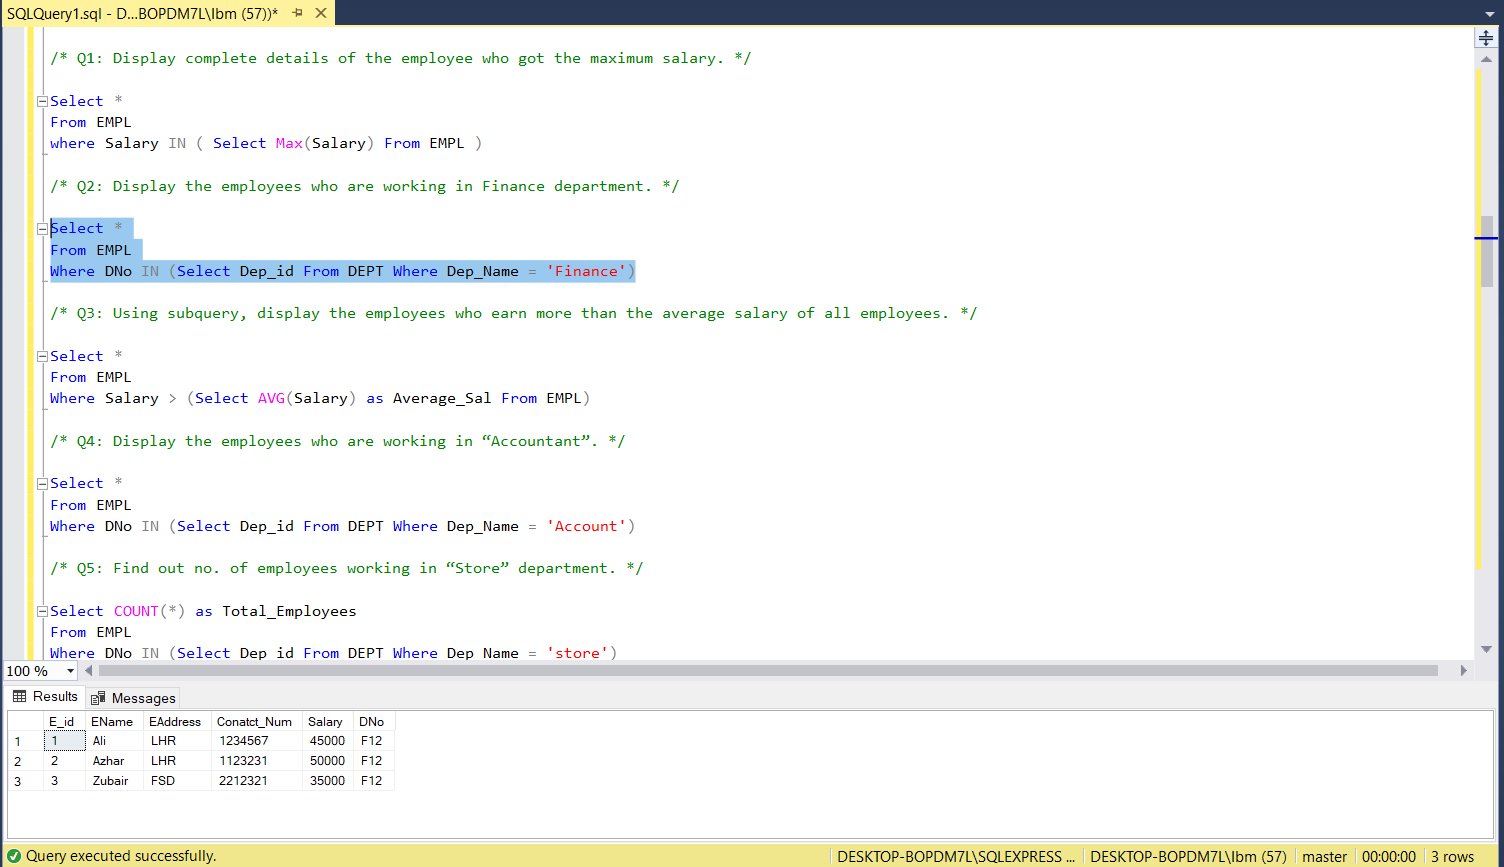 SQLQuery1.sql - D...BOPDM7L\Ibm (57))*
/* Q1: Display complete details of the employee who got the maximum salary. */
Select *
From EMPL
where Salary IN ( Select Max(Salary) From EMPL )
/* Q2: Display the employees who are working in Finance department. */
Select *
From EMPL
Where DNo IN (Select Dep_id From DEPT Where Dep_Name = 'Finance')
/* Q3: Using subquery, display the employees who earn more than the average salary of all employees. */
Select *
From EMPL
Where Salary > (Select AVG(Salary) as Average_Sal From EMPL)
/* Q4: Display the employees who are working in “Accountant”. */
Select *
From EMPL
Where DNo IN (Select Dep_id From DEPT Where Dep_Name = 'Account')
/* Q5: Find out no. of employees working in “Store” department. */
Select COUNT(*) as Total_Employees
From EMPL
Where DNo IN (Select Dep_id From DEPT Where Dep_Name = 'store')
100 %
Results Messages
E_id EName EAddress Conatct_Num Salary DNo
1 1 Ali LHR 1234567 45000 F12
2 2 Azhar LHR 1123231 50000 F12
3 3 Zubair FSD 2212321 35000 F12
Query executed successfully. DESKTOP-BOPDM7L\SQLEXPRESS ... DESKTOP-BOPDM7L\Ibm (57) master 00:00:00 3 rows